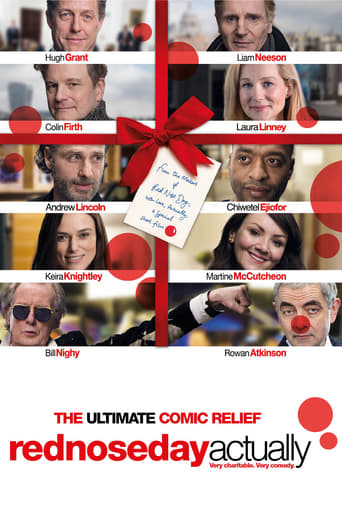 Hugh Grant
Liam Neeson
Colin Firth
Laura Linney
From the Makers
of
Red Nose Day,
with Love, Actually
a Special
short film
Andrew Lincoln
Chiwetel Ejiofor
Keira Knightley
Martine McCutcheon
Bill Nighy
Rowan Atkinson
THE ULTIMATE COMIC RELIEF
rednosedayactually
Very charitable. Very comedy.